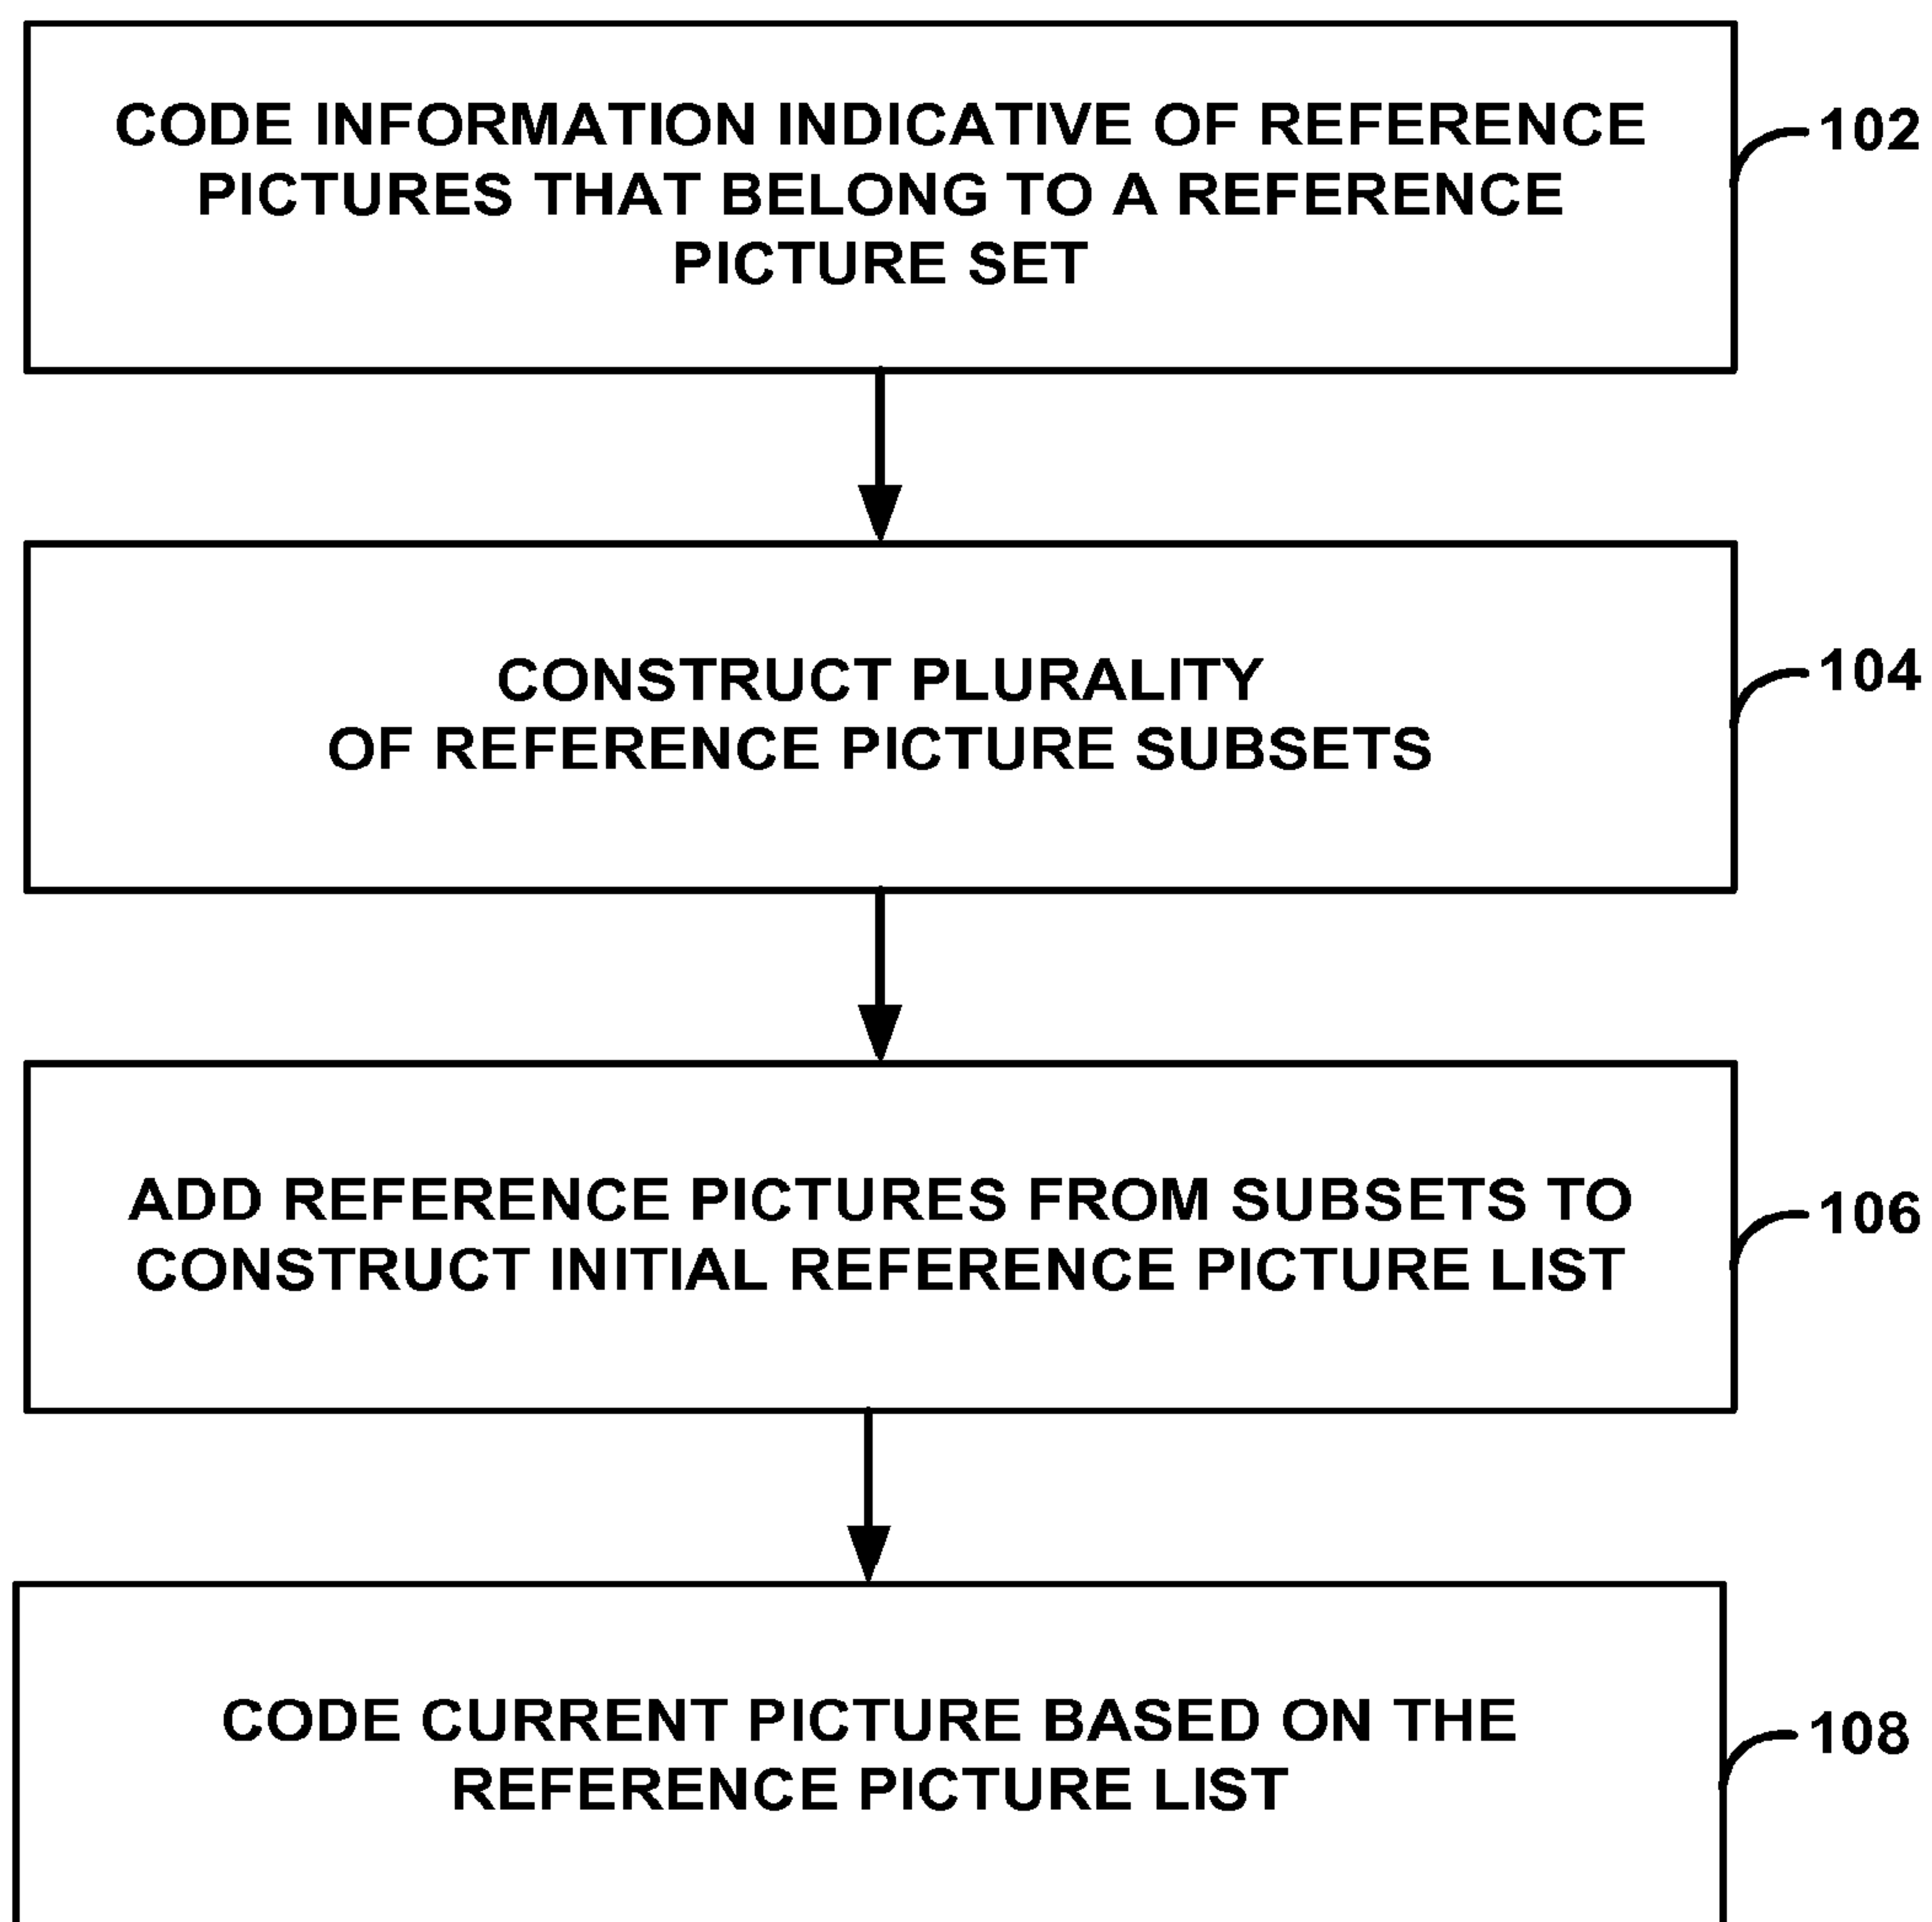 CODE INFORMATION INDICATIVE OF REFERENCE
PICTURES THAT BELONG TO A REFERENCE
PICTURE SET
102
CONSTRUCT PLURALITY
OF REFERENCE PICTURE SUBSETS
104
ADD REFERENCE PICTURES FROM SUBSETS TO
CONSTRUCT INITIAL REFERENCE PICTURE LIST
106
CODE CURRENT PICTURE BASED ON THE
REFERENCE PICTURE LIST
108